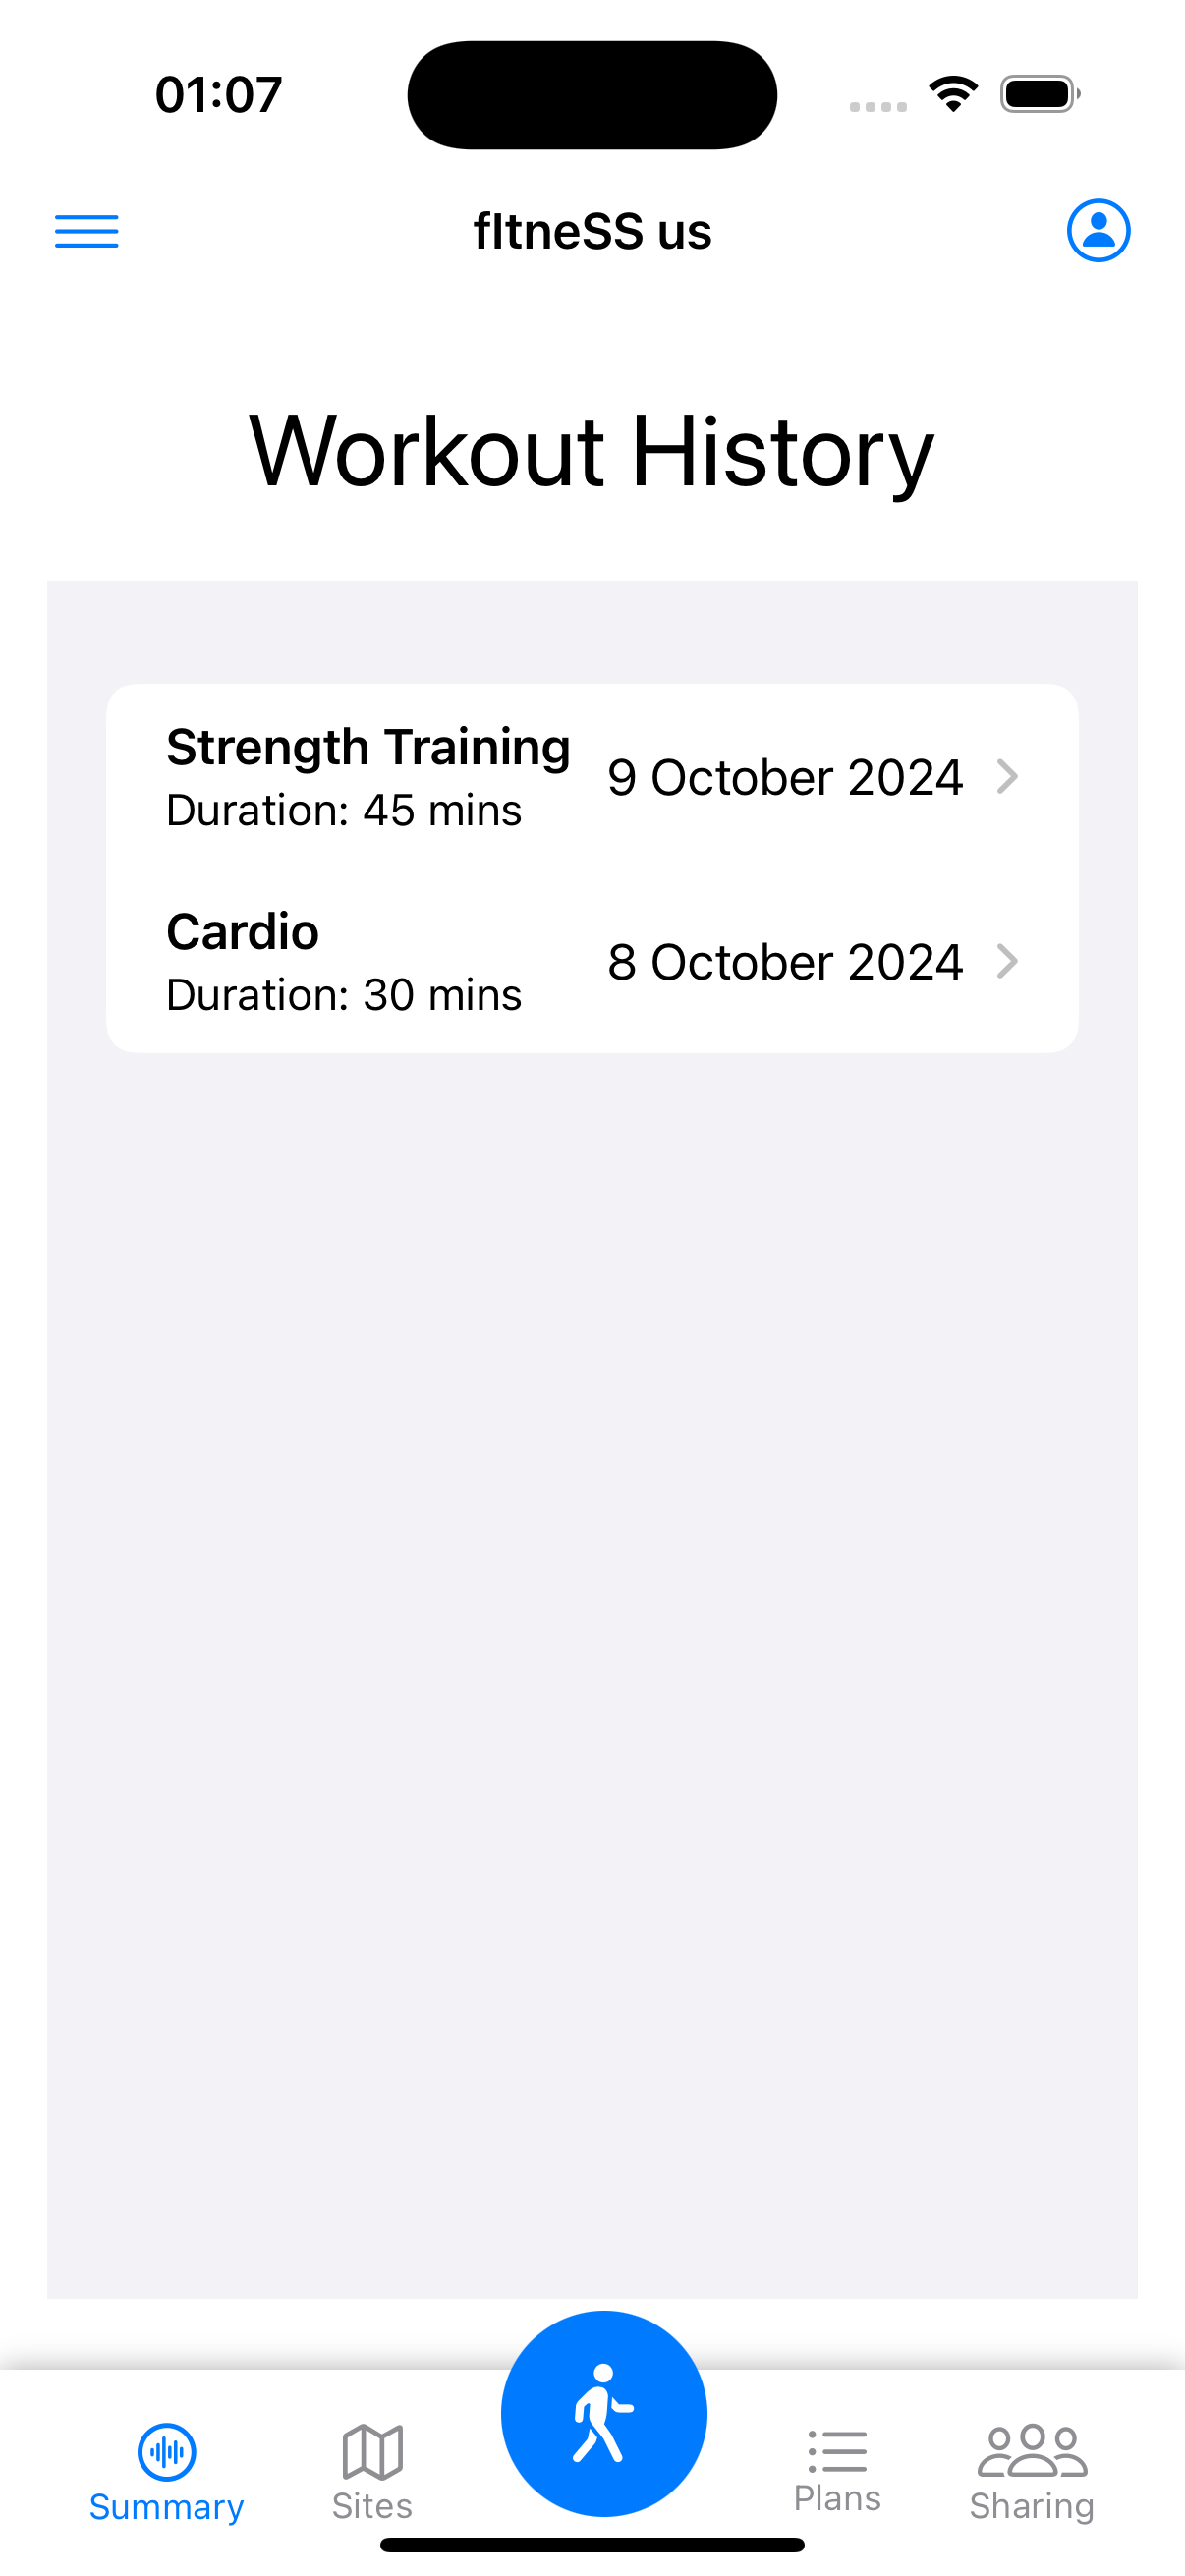 01:07
fItneSS us
Workout History
Strength Training
Duration: 45 mins
9 October 2024
Cardio
Duration: 30 mins
8 October 2024
Summary
Sites
Plans
Sharing